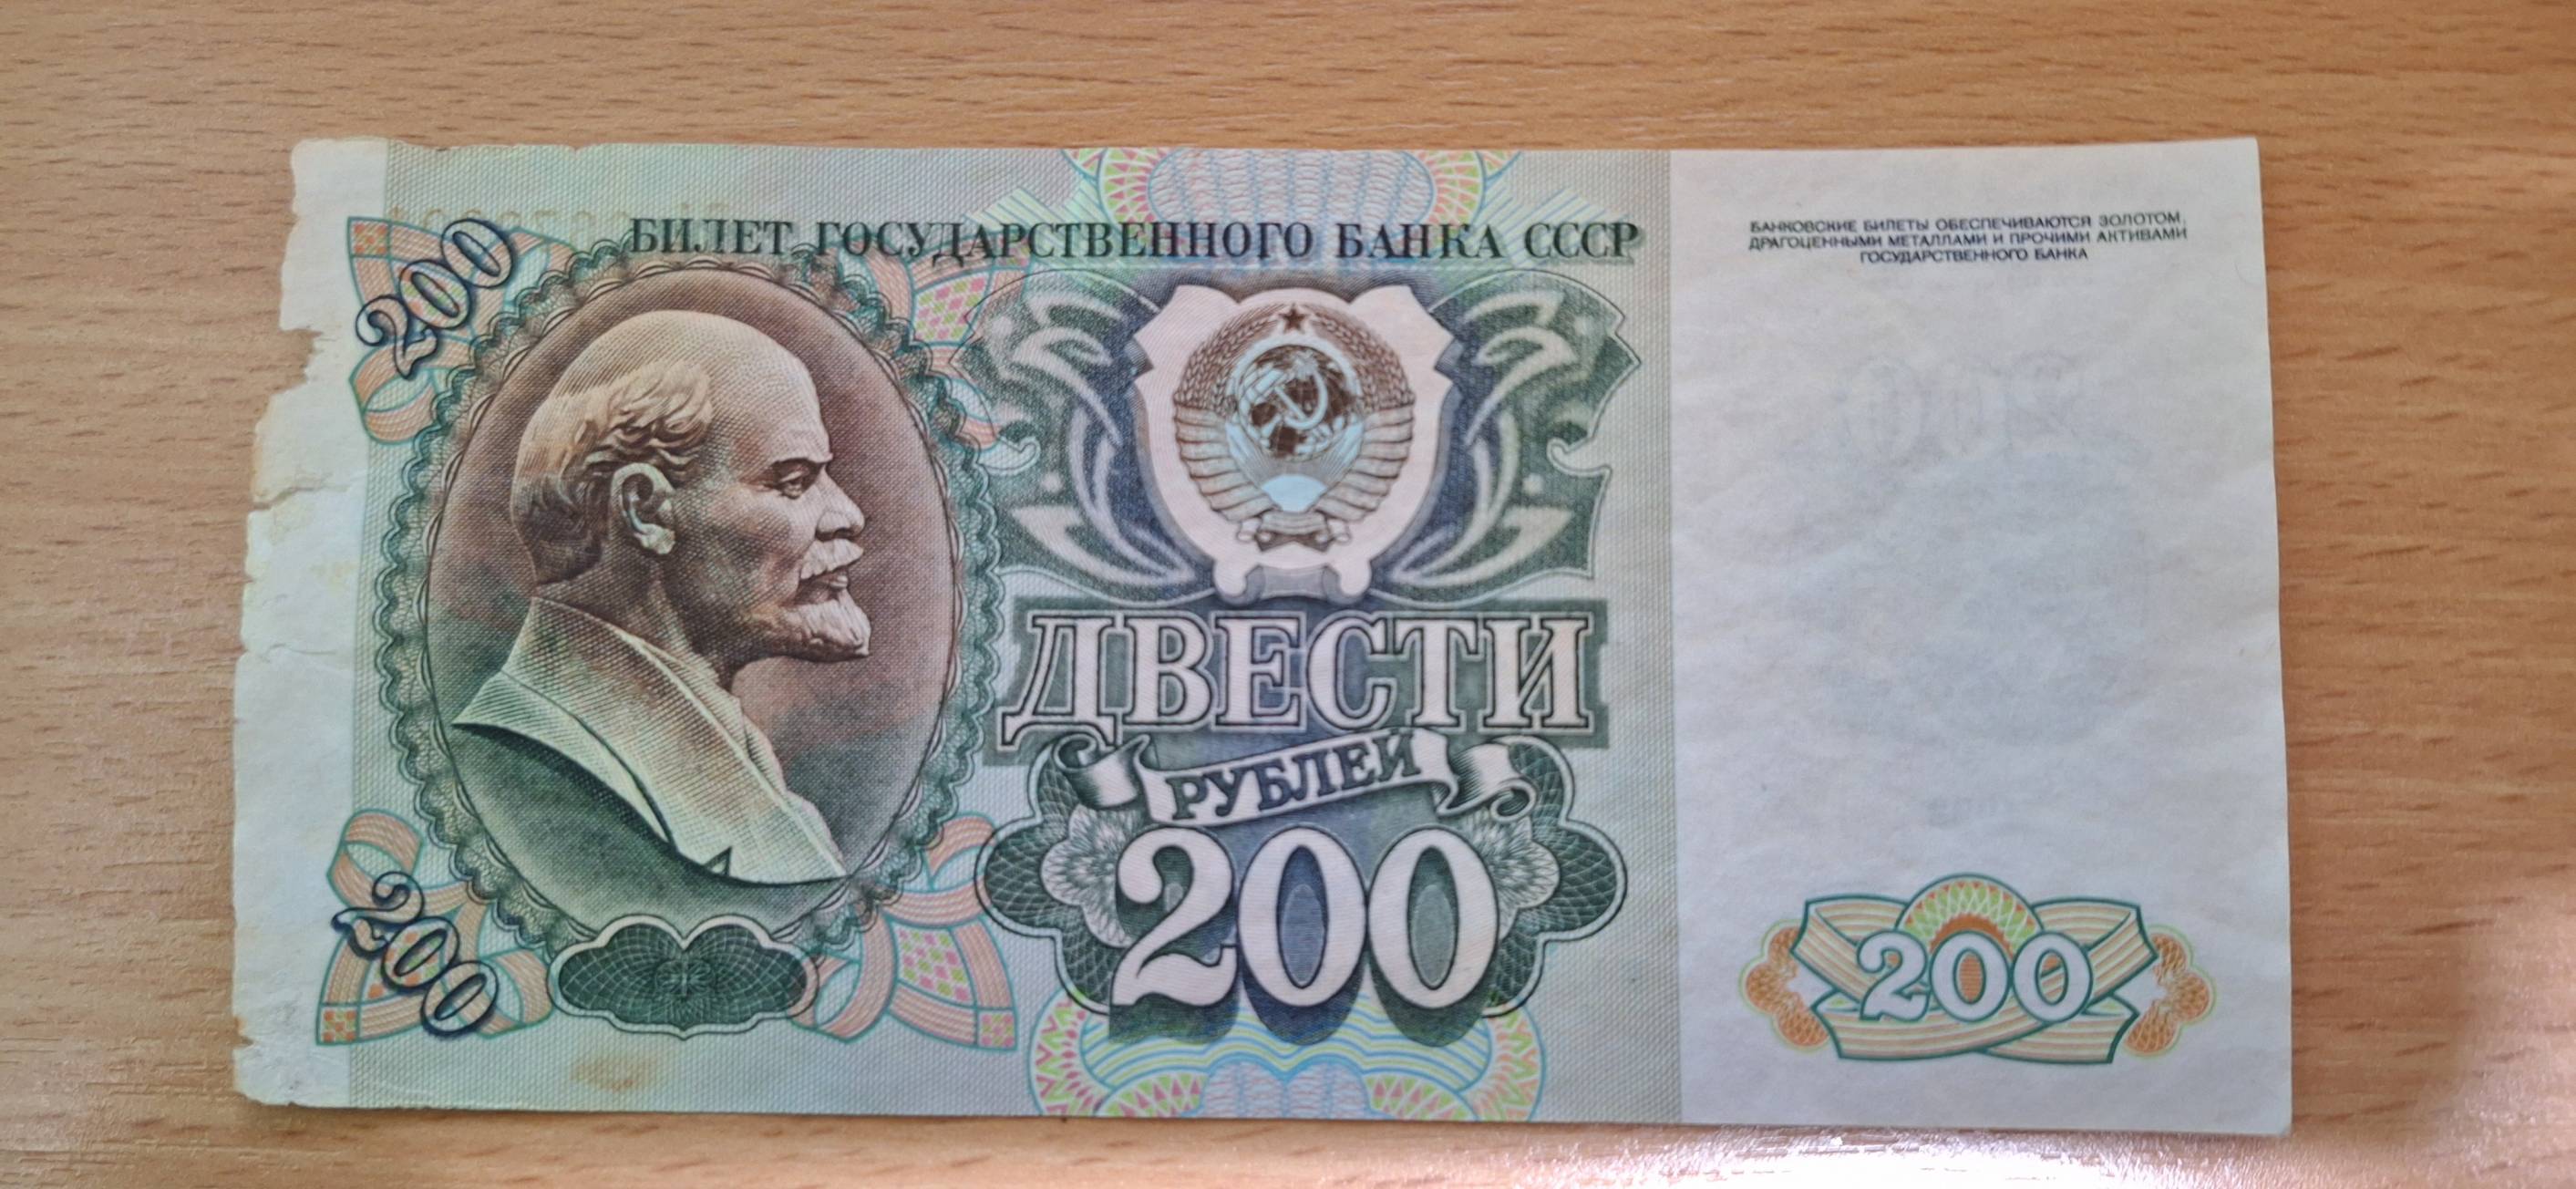 200
БИЛЕТ ГОСУДАРСТВЕННОГО БАНКА СССР
БАНКОВСКИЕ БИЛЕТЫ ОБЕСПЕЧИВАЮТСЯ ЗОЛОТОМ,
ДРАГОЦЕННЫМИ МЕТАЛЛАМИ И ПРОЧИМИ АКТИВАМИ
ГОСУДАРСТВЕННОГО БАНКА
ДВЕСТИ
РУБЛЕЙ
200
200
200